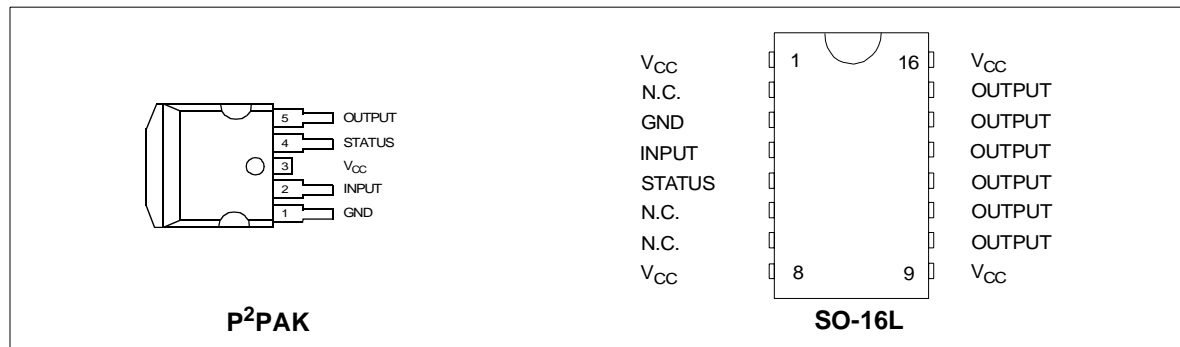 5 OUTPUT
4 STATUS
3 VCC
2 INPUT
1 GND
P2PAK
VCC 1 16 VCC
N.C. OUTPUT
GND OUTPUT
INPUT OUTPUT
STATUS OUTPUT
N.C. OUTPUT
N.C. OUTPUT
VCC 8 9 VCC
SO-16L